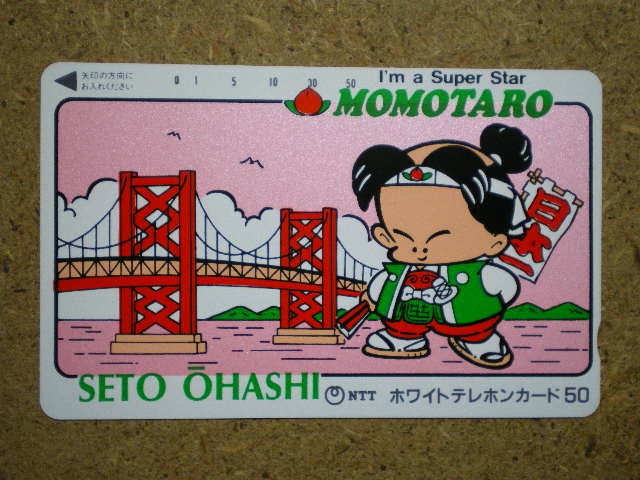 矢印の方向に
お入れください
0 1 5 10 30 50
I'm a Super Star
MOMOTARO
日本一
SETO ŌHASHI
NTT ホワイトテレホンカード50